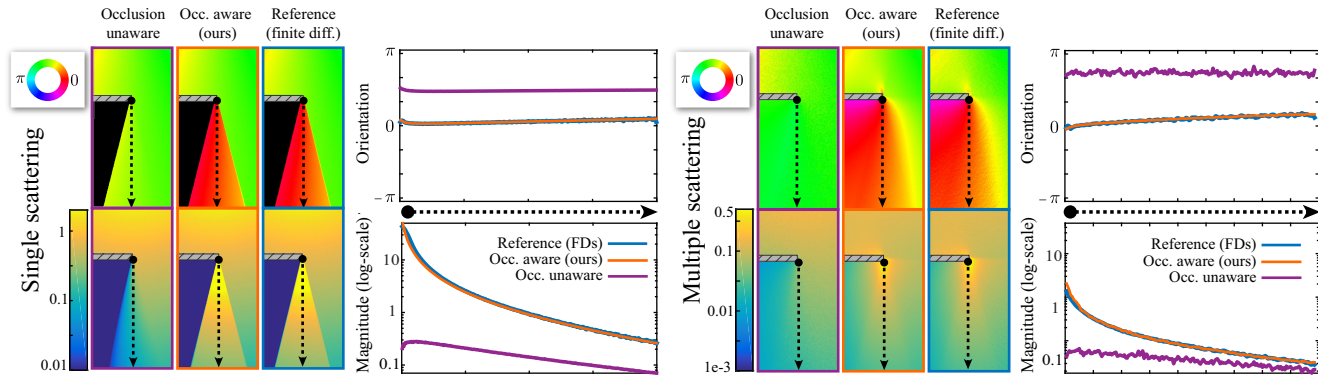 Occlusion
unaware
Occ. aware
(ours)
Reference
(finite diff.)
π
0
Single scattering
1
0.1
0.01
Orientation
π
0
-π
Magnitude (log-scale)
10
1
0.1
Reference (FDs)
Occ. aware (ours)
Occ. unaware
Occlusion
unaware
Occ. aware
(ours)
Reference
(finite diff.)
π
0
Multiple scattering
0.5
0.1
0.01
1e-3
Orientation
π
0
-π
Magnitude (log-scale)
10
1
0.1
Reference (FDs)
Occ. aware (ours)
Occ. unaware